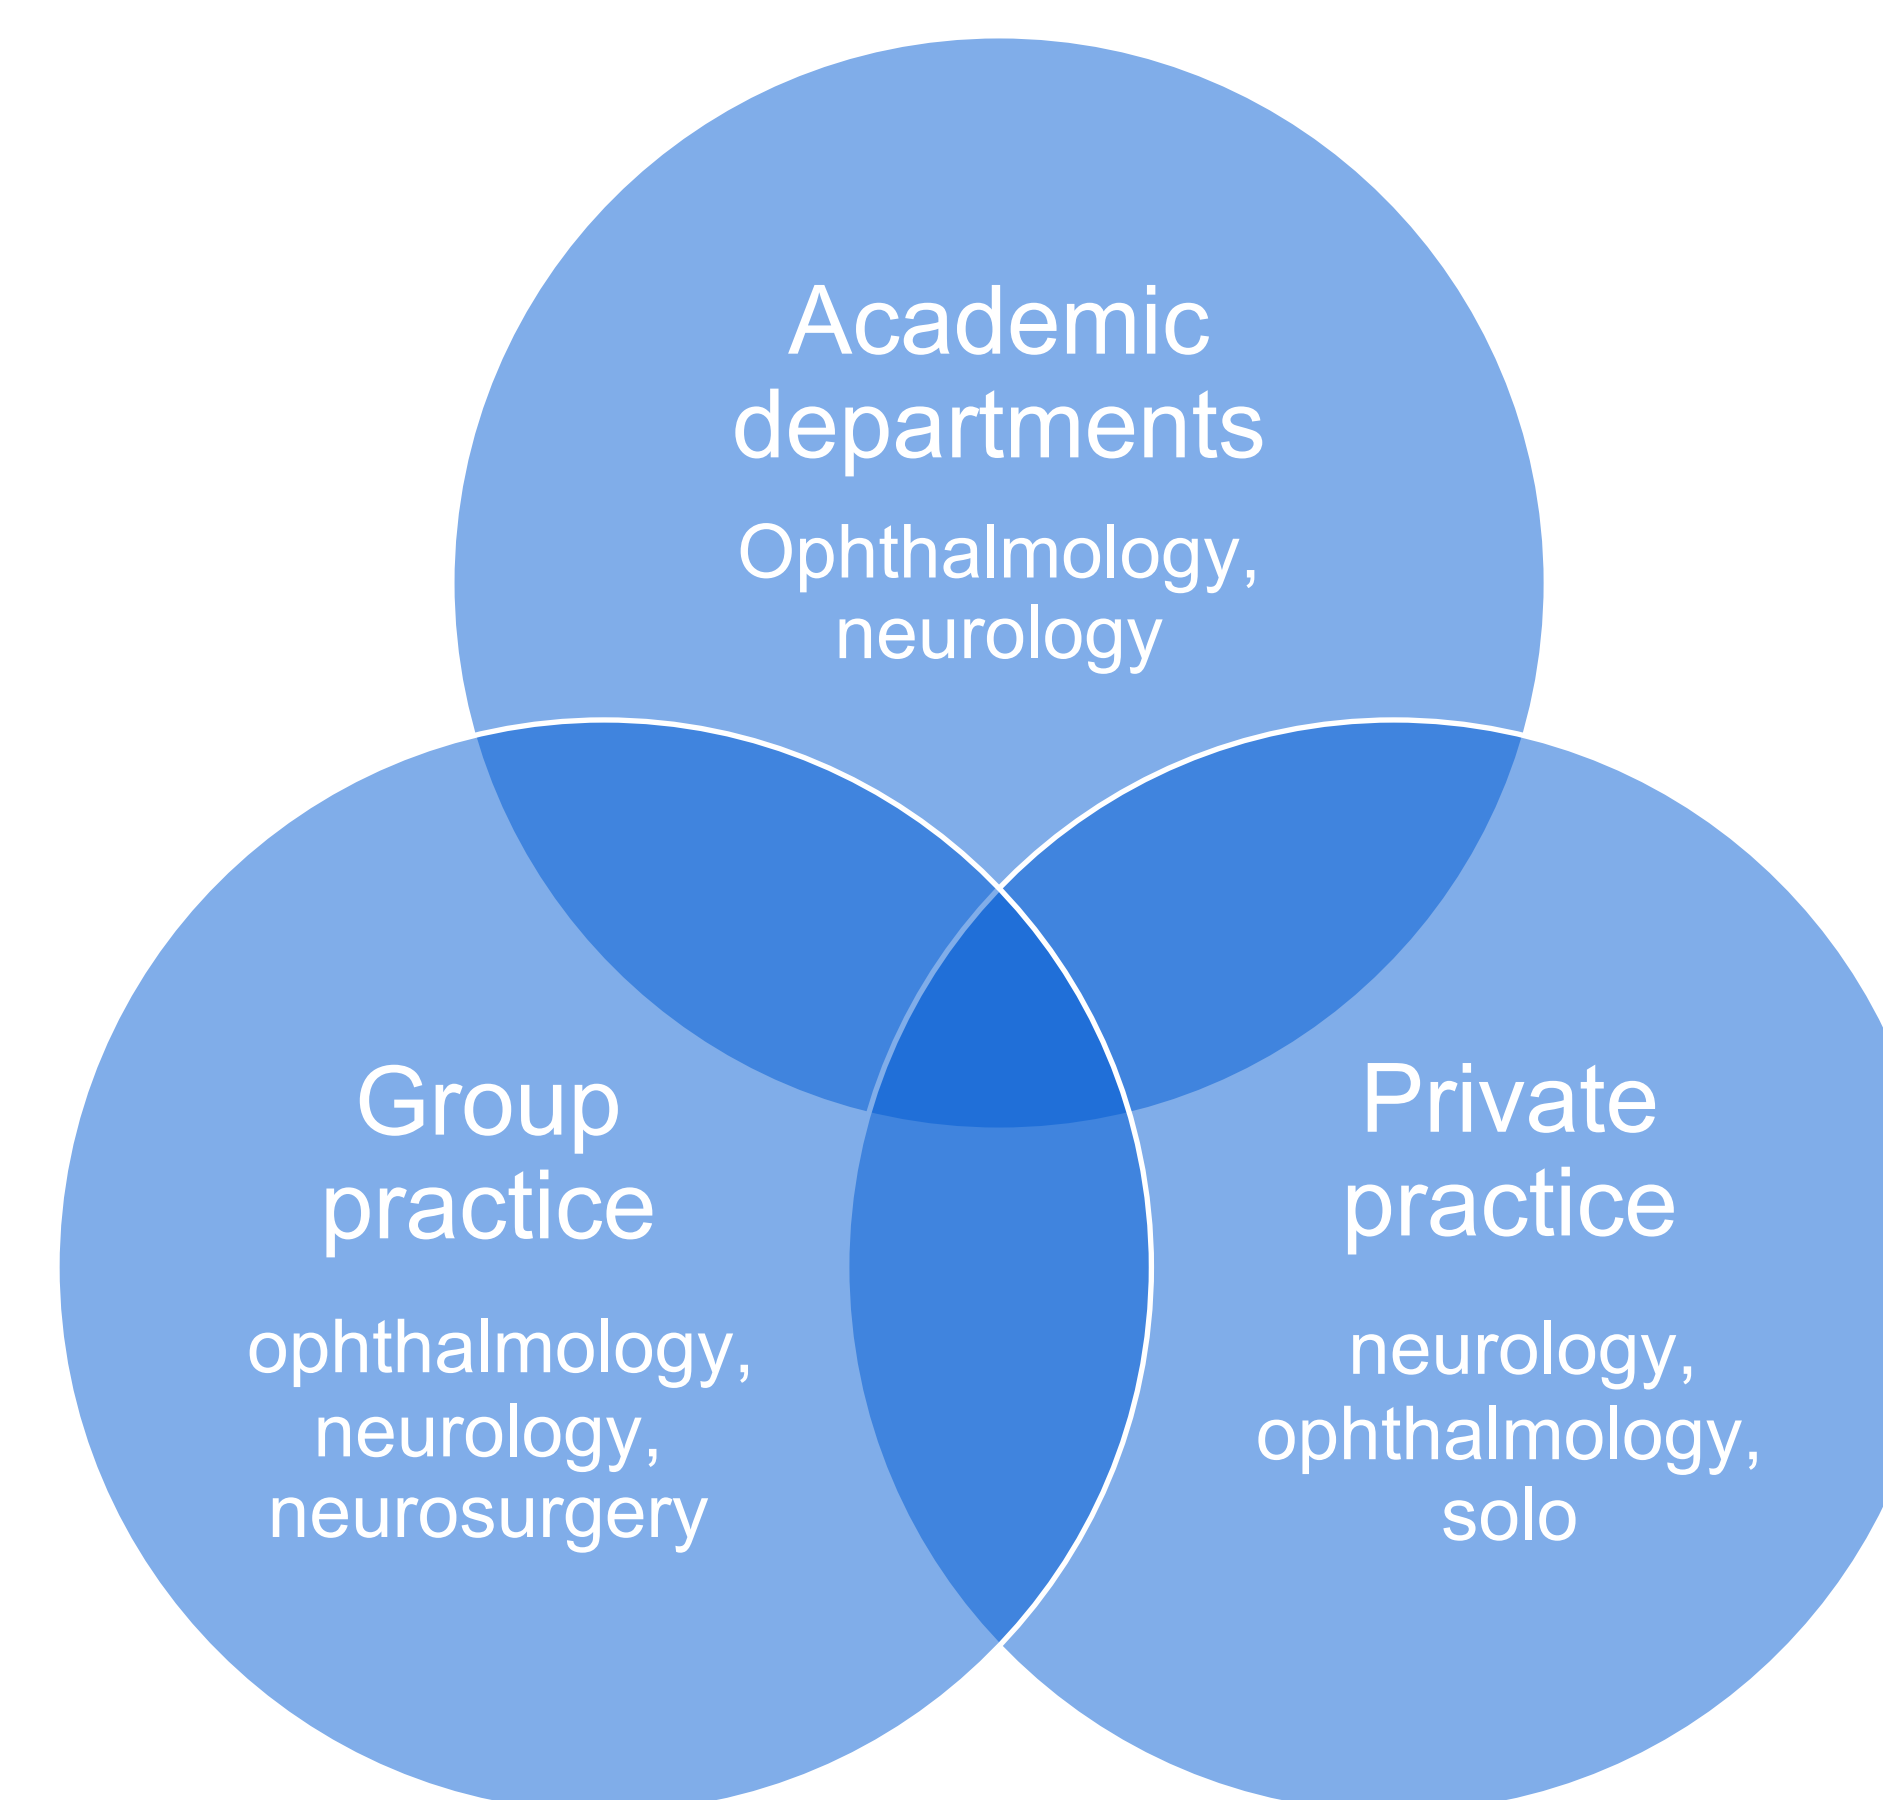 Academic
departments
Ophthalmology,
neurology
Group
practice
ophthalmology,
neurology,
neurosurgery
Private
practice
neurology,
ophthalmology,
solo